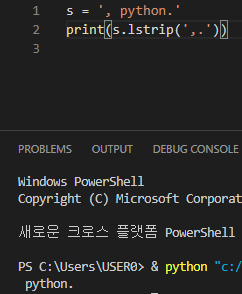 1 s = ', python.'
2 print(s.lstrip(',.'))
3
PROBLEMS OUTPUT DEBUG CONSOLE
Windows PowerShell
Copyright (C) Microsoft Corporat
새로운 크로스 플랫폼 PowerShell
PS C:\Users\USER0> & python "c:/
 python.